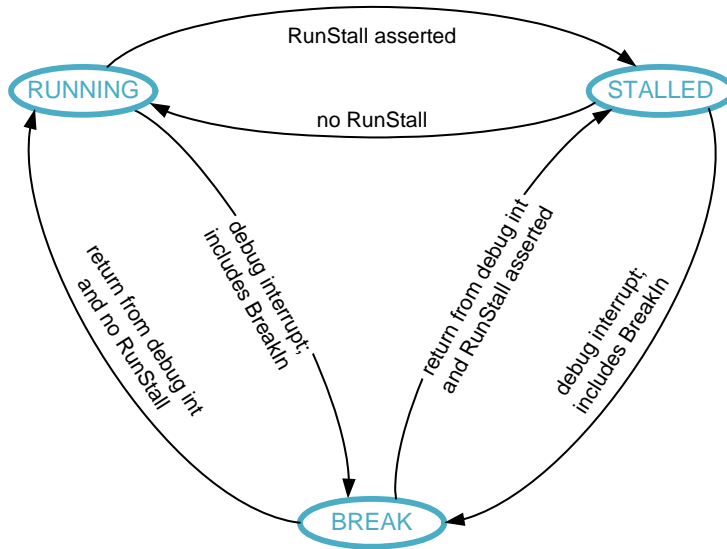 RunStall asserted
RUNNING
STALLED
no RunStall
return from debug int
and no RunStall
debug interrupt;
includes BreakIn
return from debug int
and RunStall asserted
debug interrupt;
includes BreakIn
BREAK